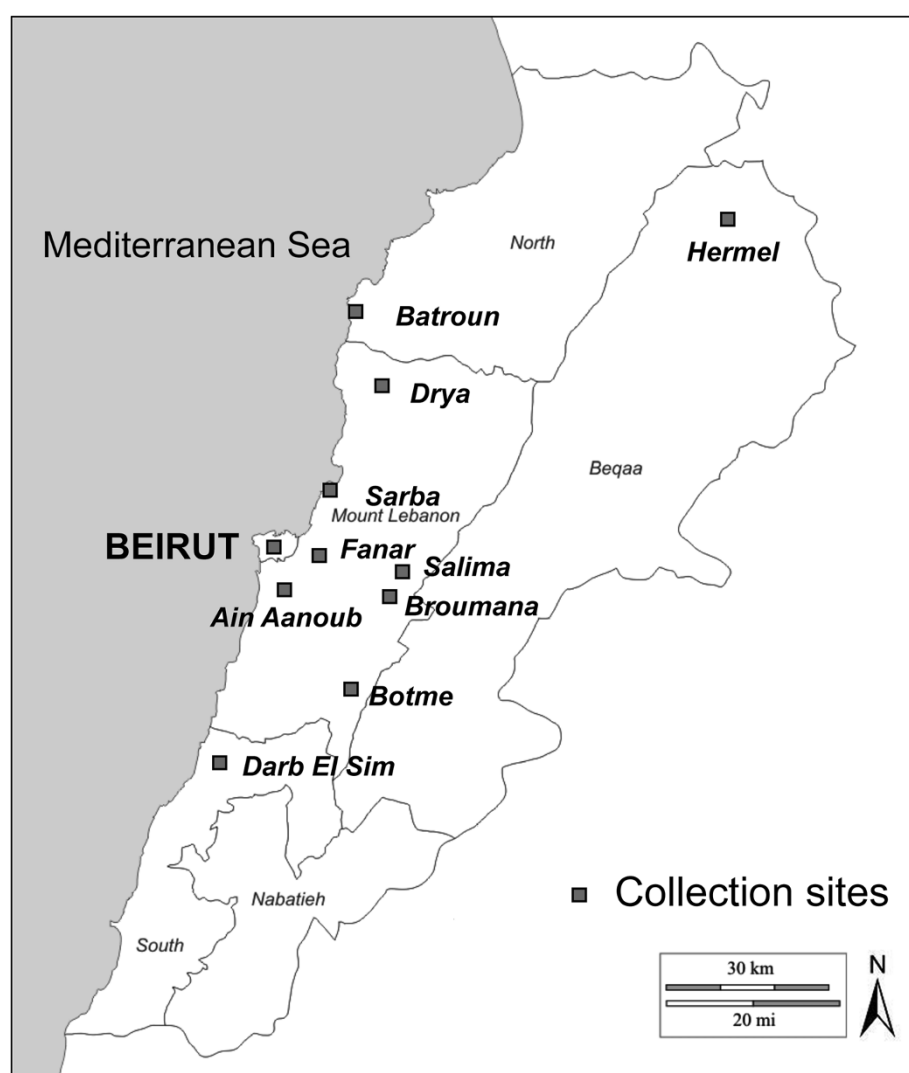 North
Mediterranean Sea
Hermel
Batroun
Drya
Beqaa
Sarba
Mount Lebanon
BEIRUT
Fanar
Salima
Broumana
Ain Aanoub
Botme
Darb El Sim
Collection sites
Nabatieh
South
N
30 km
20 mi